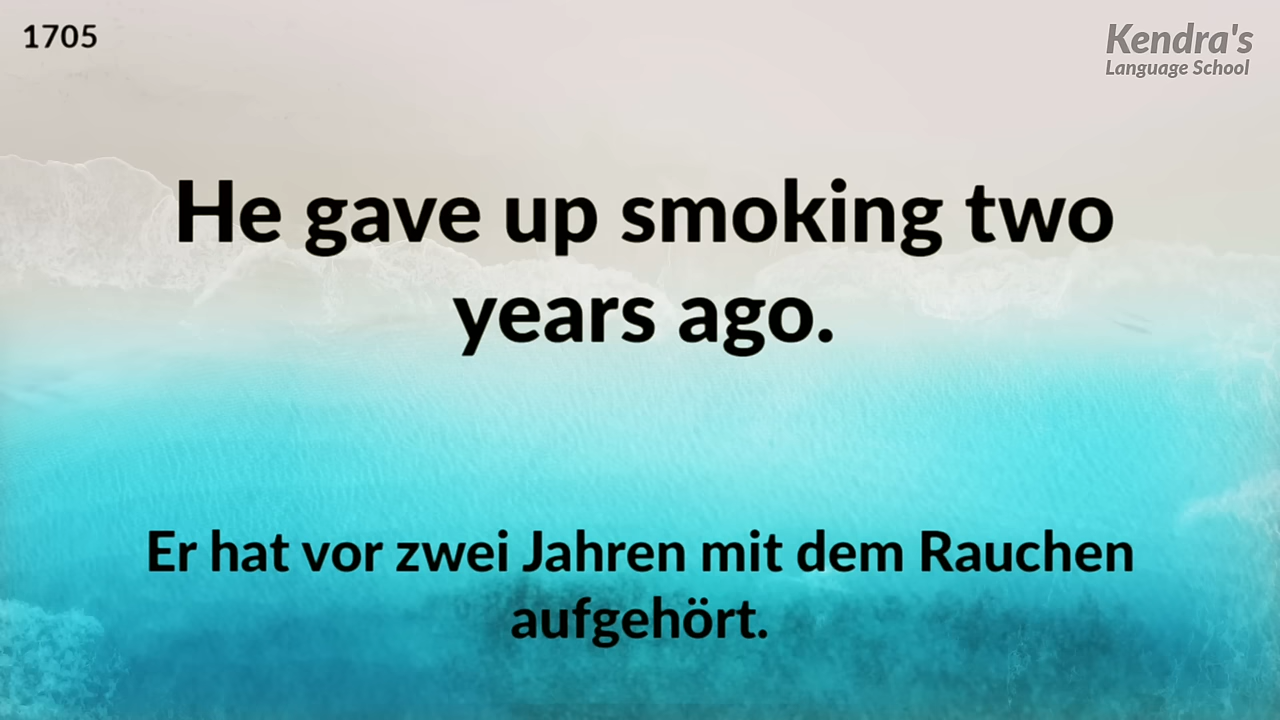 1705
Kendra's
Language School
He gave up smoking two
years ago.
Er hat vor zwei Jahren mit dem Rauchen
aufgehört.